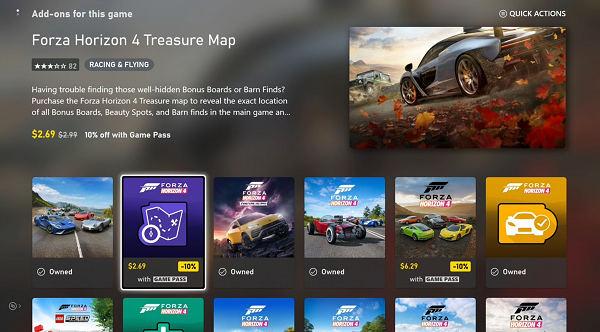 Add-ons for this game
QUICK ACTIONS
Forza Horizon 4 Treasure Map
82 RACING & FLYING
Having trouble finding those well-hidden Bonus Boards or Barn Finds?
Purchase the Forza Horizon 4 Treasure map to reveal the exact location
of all Bonus Boards, Beauty Spots, and Barn finds in the main game an...
$2.69 $2.99 10% off with Game Pass
FORZA
HORIZON 4
FORZA
HORIZON 4
FORZA
HORIZON 4
FORZA
HORIZON 4
FORZA
HORIZON 4
Owned
$2.69 -10%
with GAME PASS
Owned
Owned
$6.29 -10%
with GAME PASS
Owned
LEGO SPEED
FORZA
HORIZON 4
FORZA
FORZA
FORZA
FORZA